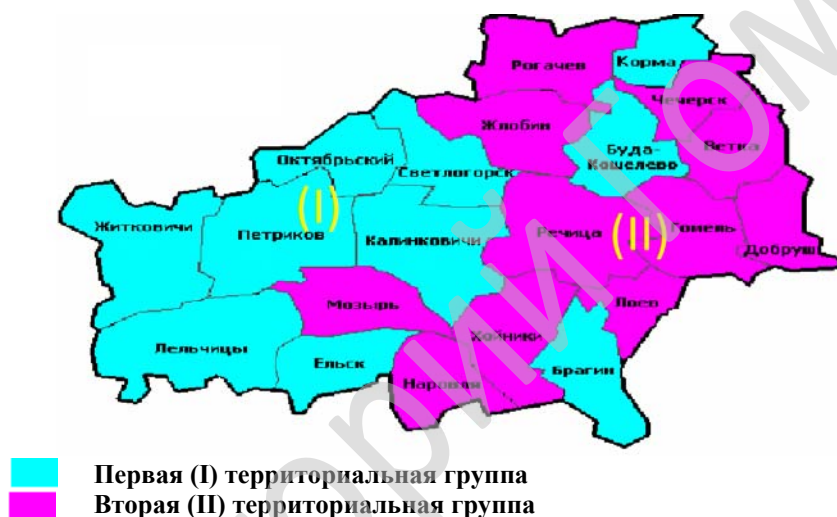 Рогачев
Корма
Чечерск
Жлобин
Ветка
Буда-
Кошелево
Октябрьский
Светлогорск
(I)
Житковичи
Петриков
Калинковичи
Речица
(II)
Гомель
Добруш
Мозырь
Лоев
Хойники
Лельчицы
Ельск
Наровля
Брагин
Первая (I) территориальная группа
Вторая (II) территориальная группа